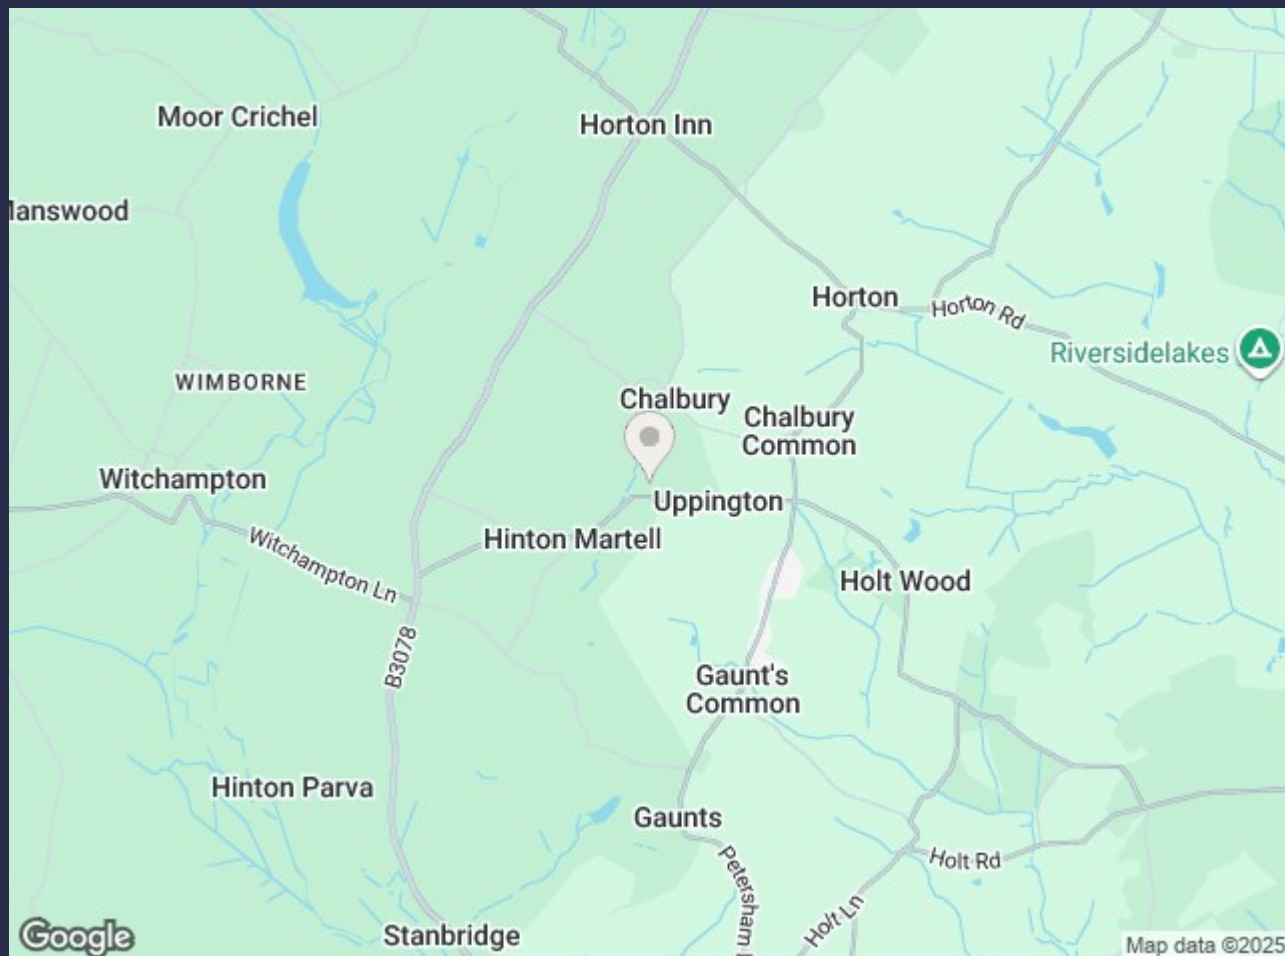 Moor Crichel
Horton Inn
Manswood
Horton
Horton Rd
Riversidelakes
WIMBORNE
Chalbury
Chalbury
Common
Witchampton
Uppington
Hinton Martell
Witchampton Ln
Holt Wood
B3078
Gaunt's
Common
Hinton Parva
Gaunts
Petersham
Holt Rd
Holt Ln
Stanbridge
Google
Map data ©2025